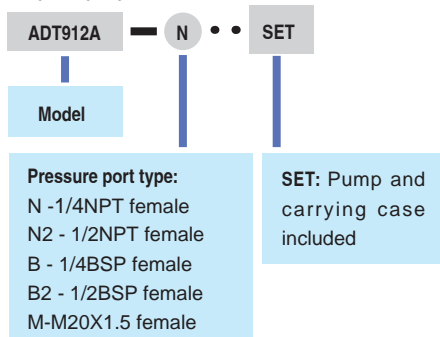 ADT912A — N • • SET
Model
Pressure port type:
N -1/4NPT female
N2 - 1/2NPT female
B - 1/4BSP female
B2 - 1/2BSP female
M-M20X1.5 female
SET: Pump and
carrying case
included